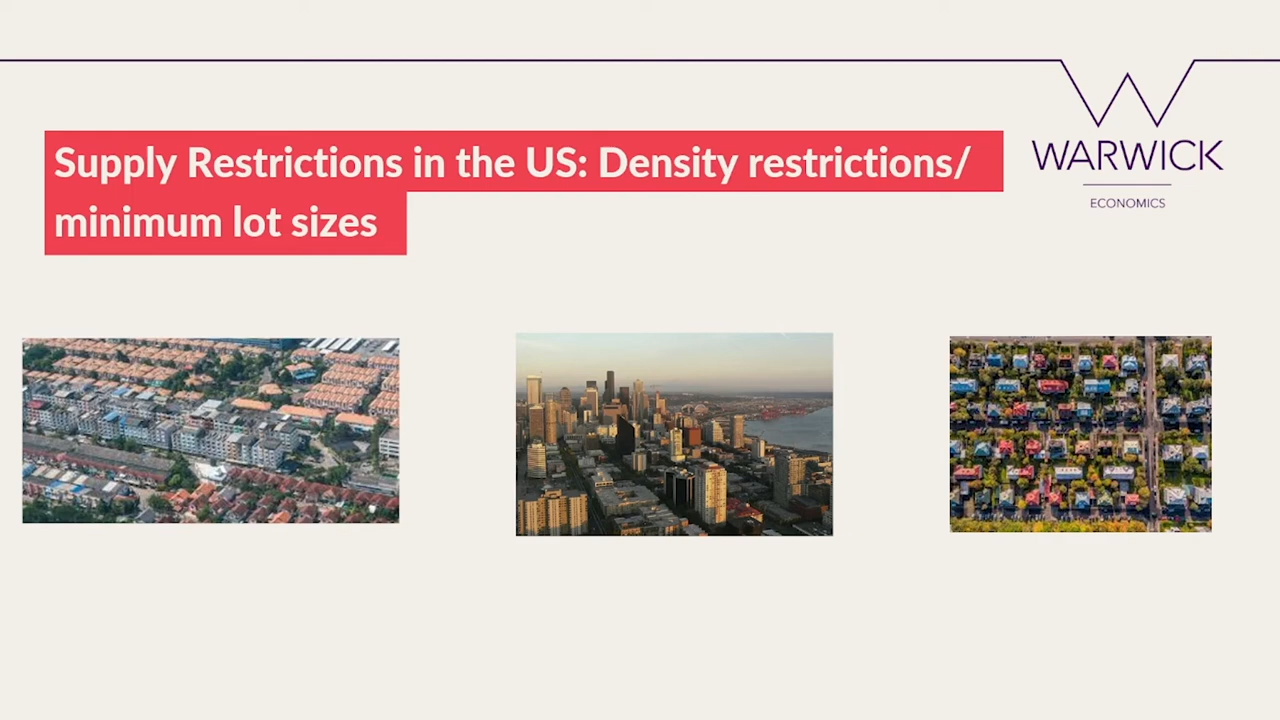 Supply Restrictions in the US: Density restrictions/
minimum lot sizes
WARWICK
ECONOMICS